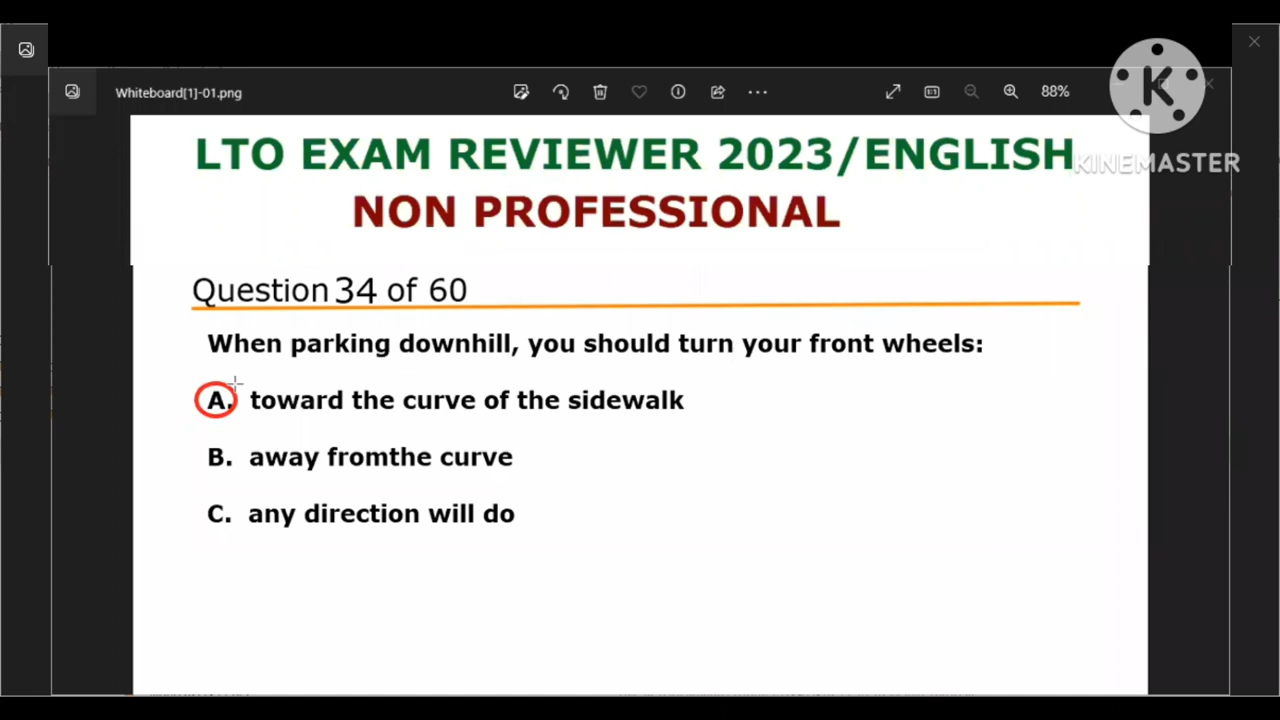 Whiteboard[1]-01.png
88%
K
KINEMASTER
LTO EXAM REVIEWER 2023/ENGLISH
NON PROFESSIONAL
Question 34 of 60
When parking downhill, you should turn your front wheels:
A. toward the curve of the sidewalk
B. away fromthe curve
C. any direction will do